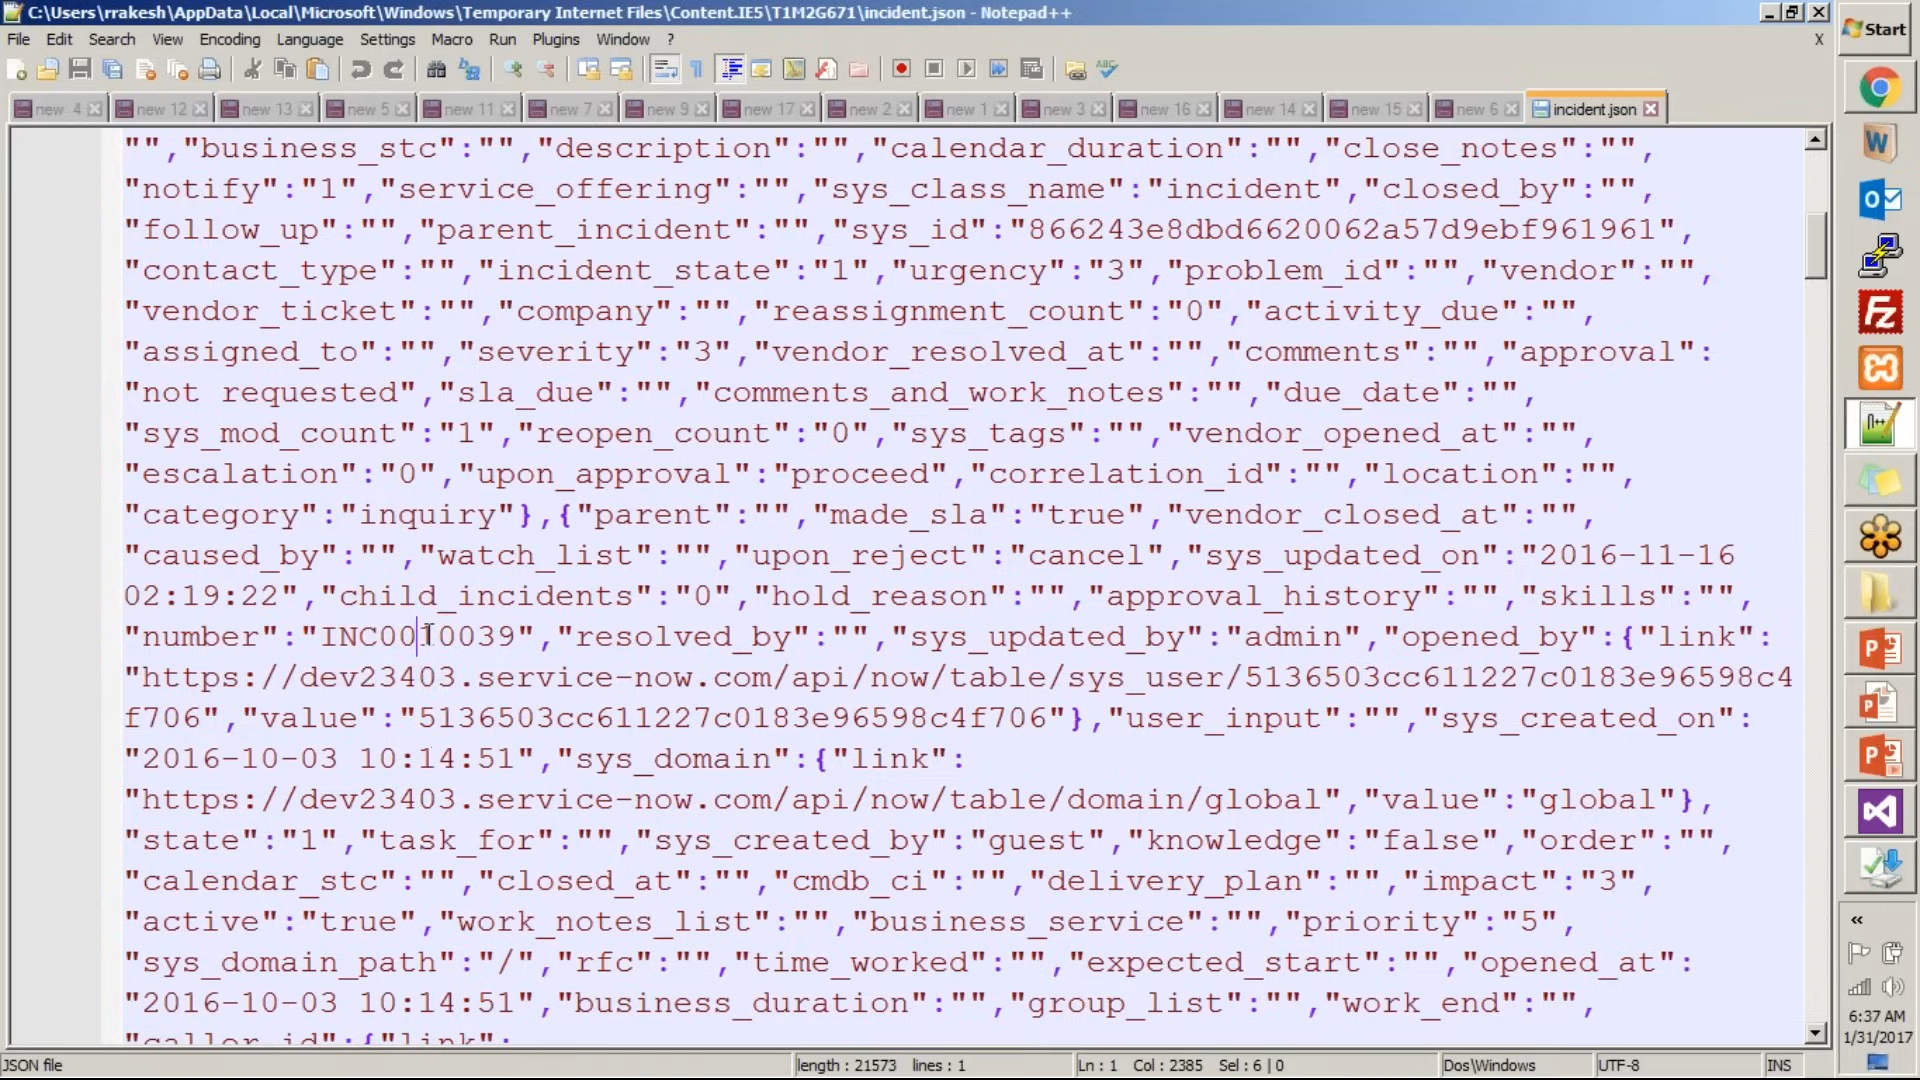 C:\Users\rrakesh\AppData\Local\Microsoft\Windows\Temporary Internet Files\Content.IE5\T1M2G671\incident.json - Notepad++
Start
File Edit Search View Encoding Language Settings Macro Run Plugins Window ? X
new 4 new 12 new 13 new 5 new 11 new 7 new 9 new 17 new 2 new 1 new 3 new 16 new 14 new 15 new 6 incident.json
"","business_stc":"","description":"","calendar_duration":"","close_notes":"",
"notify":"1","service_offering":"","sys_class_name":"incident","closed_by":"",
"follow_up":"","parent_incident":"","sys_id":"866243e8dbd6620062a57d9ebf961961",
"contact_type":"","incident_state":"1","urgency":"3","problem_id":"","vendor":"",
"vendor_ticket":"","company":"","reassignment_count":"0","activity_due":"",
"assigned_to":"","severity":"3","vendor_resolved_at":"","comments":"","approval":
"not requested","sla_due":"","comments_and_work_notes":"","due_date":"",
"sys_mod_count":"1","reopen_count":"0","sys_tags":"","vendor_opened_at":"",
"escalation":"0","upon_approval":"proceed","correlation_id":"","location":"",
"category":"inquiry"},{"parent":"","made_sla":"true","vendor_closed_at":"",
"caused_by":"","watch_list":"","upon_reject":"cancel","sys_updated_on":"2016-11-16
02:19:22","child_incidents":"0","hold_reason":"","approval_history":"","skills":"",
"number":"INC0010039","resolved_by":"","sys_updated_by":"admin","opened_by":{"link":
"https://dev23403.service-now.com/api/now/table/sys_user/5136503cc611227c0183e96598c4
f706","value":"5136503cc611227c0183e96598c4f706"},"user_input":"","sys_created_on":
"2016-10-03 10:14:51","sys_domain":{"link":
"https://dev23403.service-now.com/api/now/table/domain/global","value":"global"},
"state":"1","task_for":"","sys_created_by":"guest","knowledge":"false","order":"",
"calendar_stc":"","closed_at":"","cmdb_ci":"","delivery_plan":"","impact":"3",
"active":"true","work_notes_list":"","business_service":"","priority":"5",
"sys_domain_path":"/","rfc":"","time_worked":"","expected_start":"","opened_at":
"2016-10-03 10:14:51","business_duration":"","group_list":"","work_end":"",
"caller_id":{"link":
6:37 AM
1/31/2017
JSON file length : 21573 lines : 1 Ln : 1 Col : 2385 Sel : 6 | 0 Dos\Windows UTF-8 INS